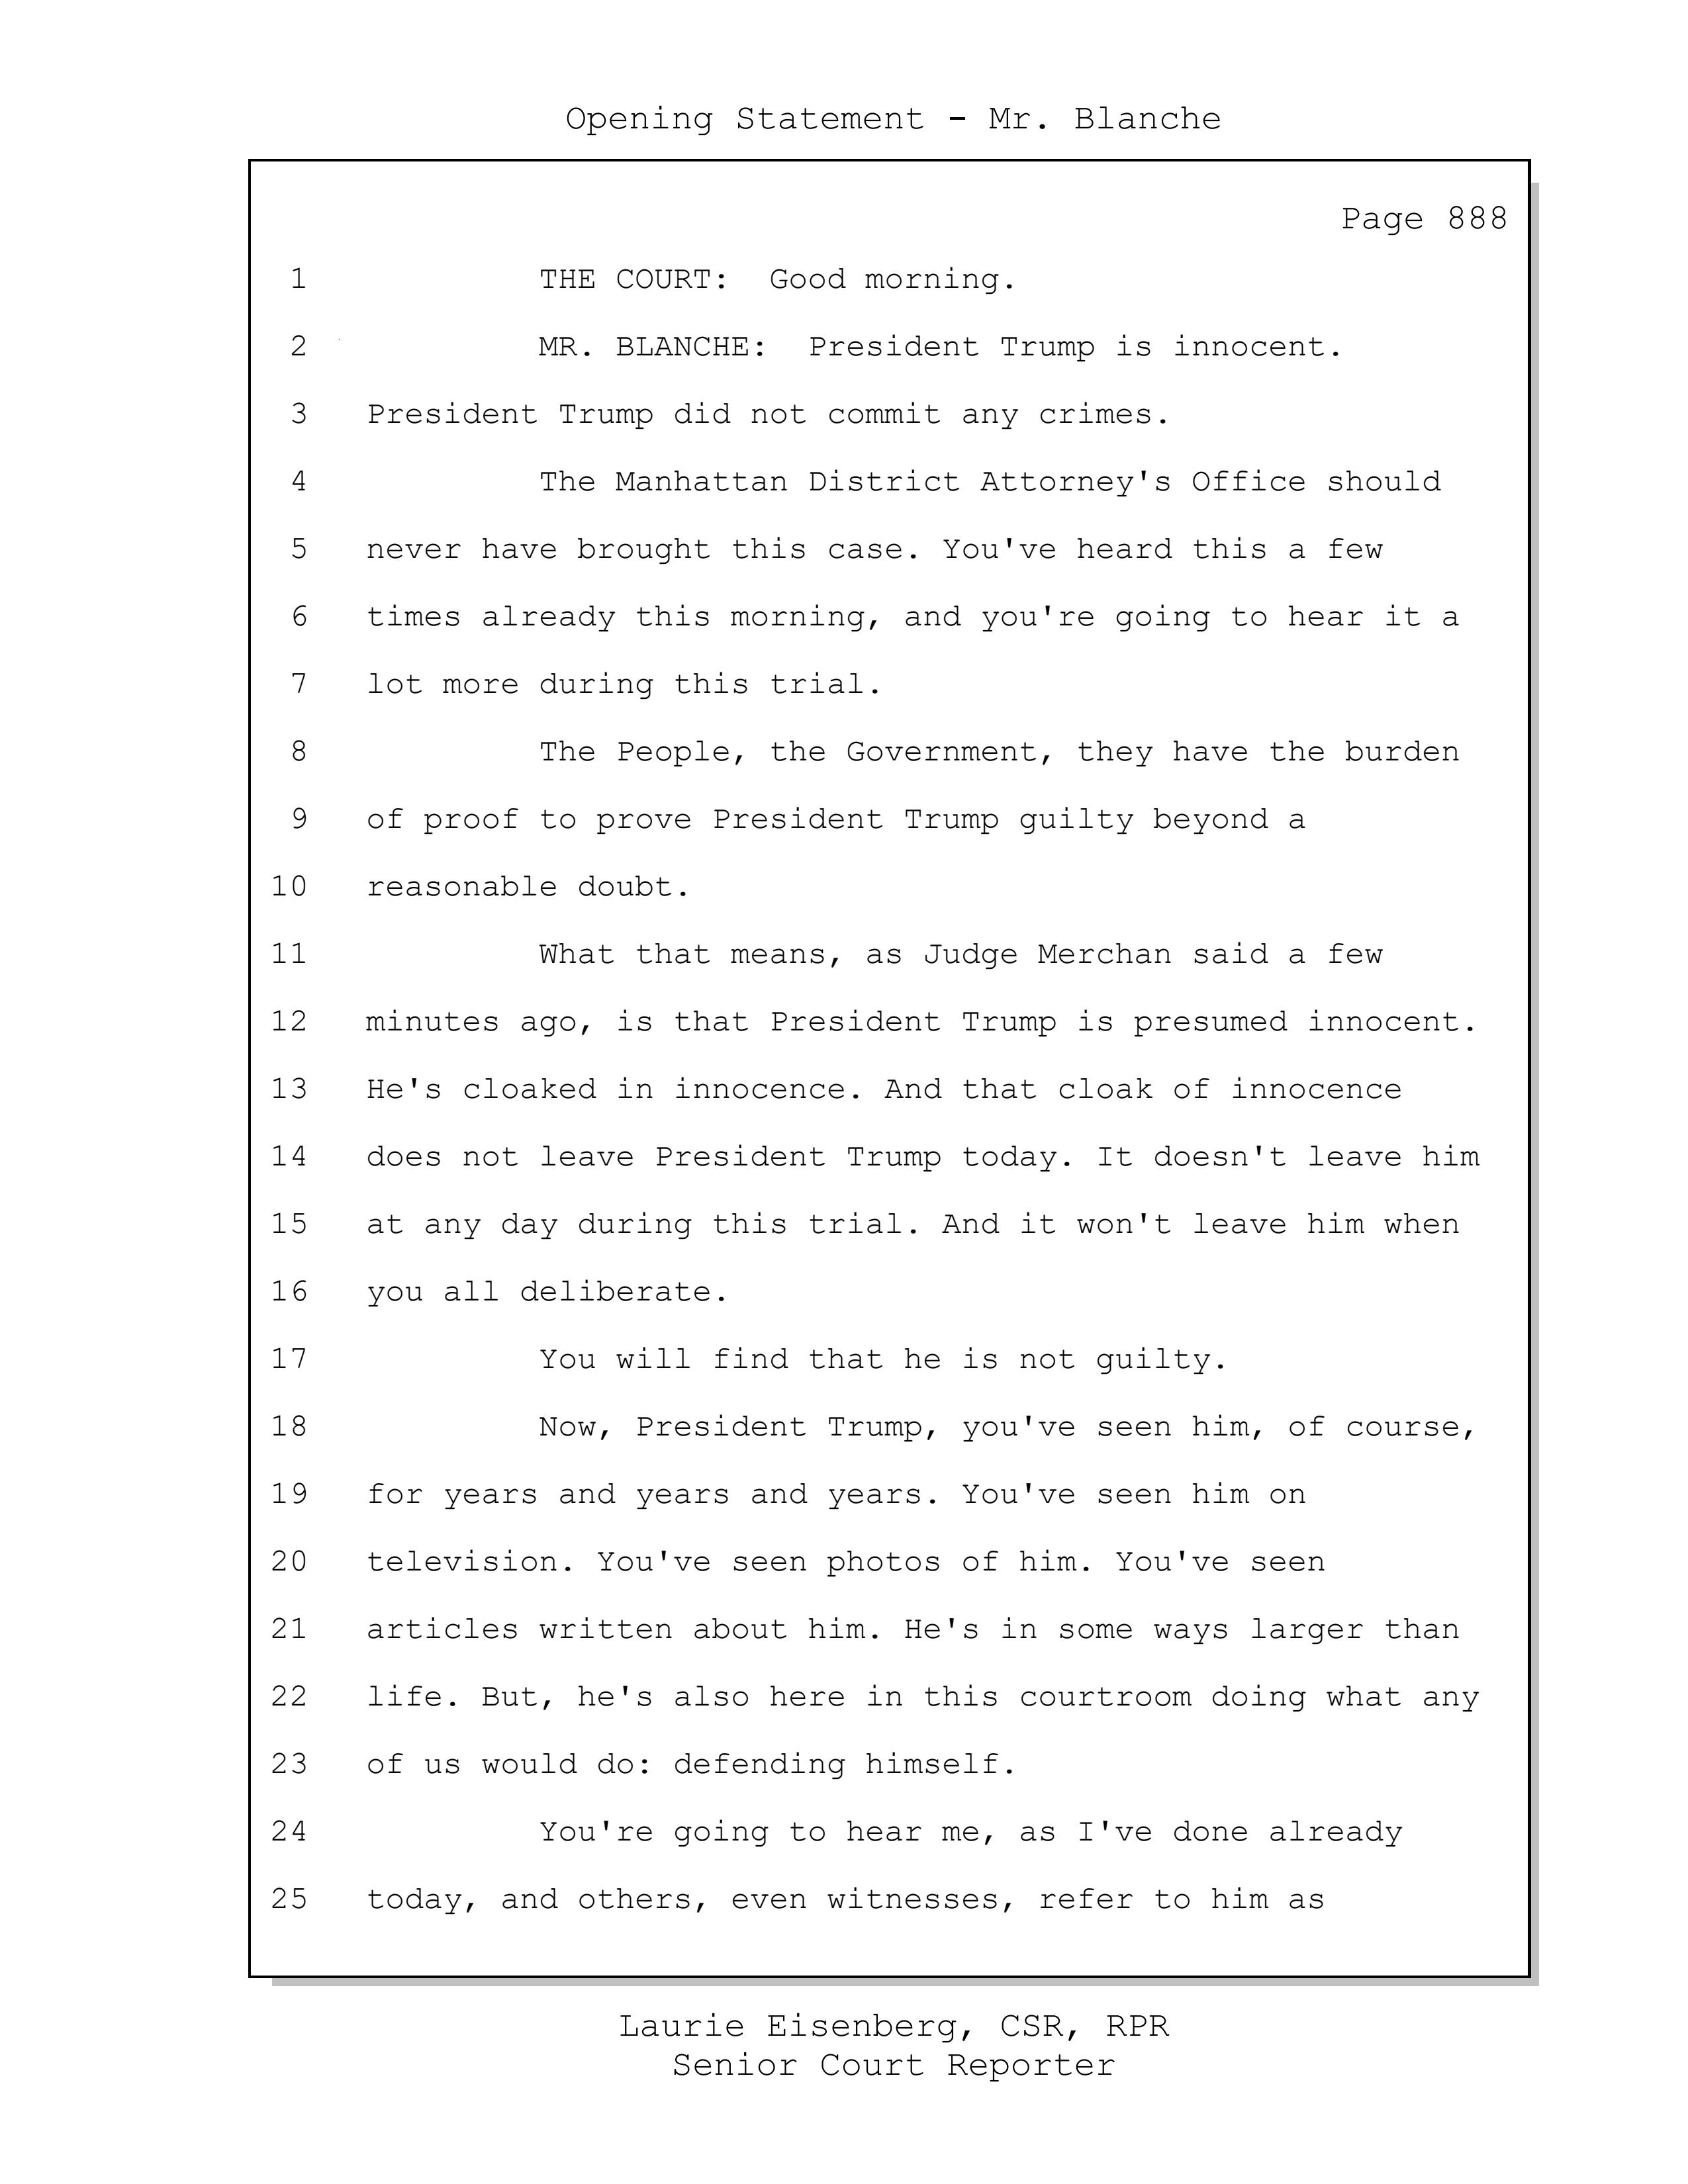 Opening Statement - Mr. Blanche
Page 888
1 THE COURT: Good morning.
2 MR. BLANCHE: President Trump is innocent.
3 President Trump did not commit any crimes.
4 The Manhattan District Attorney's Office should
5 never have brought this case. You've heard this a few
6 times already this morning, and you're going to hear it a
7 lot more during this trial.
8 The People, the Government, they have the burden
9 of proof to prove President Trump guilty beyond a
10 reasonable doubt.
11 What that means, as Judge Merchan said a few
12 minutes ago, is that President Trump is presumed innocent.
13 He's cloaked in innocence. And that cloak of innocence
14 does not leave President Trump today. It doesn't leave him
15 at any day during this trial. And it won't leave him when
16 you all deliberate.
17 You will find that he is not guilty.
18 Now, President Trump, you've seen him, of course,
19 for years and years and years. You've seen him on
20 television. You've seen photos of him. You've seen
21 articles written about him. He's in some ways larger than
22 life. But, he's also here in this courtroom doing what any
23 of us would do: defending himself.
24 You're going to hear me, as I've done already
25 today, and others, even witnesses, refer to him as
Laurie Eisenberg, CSR, RPR
Senior Court Reporter